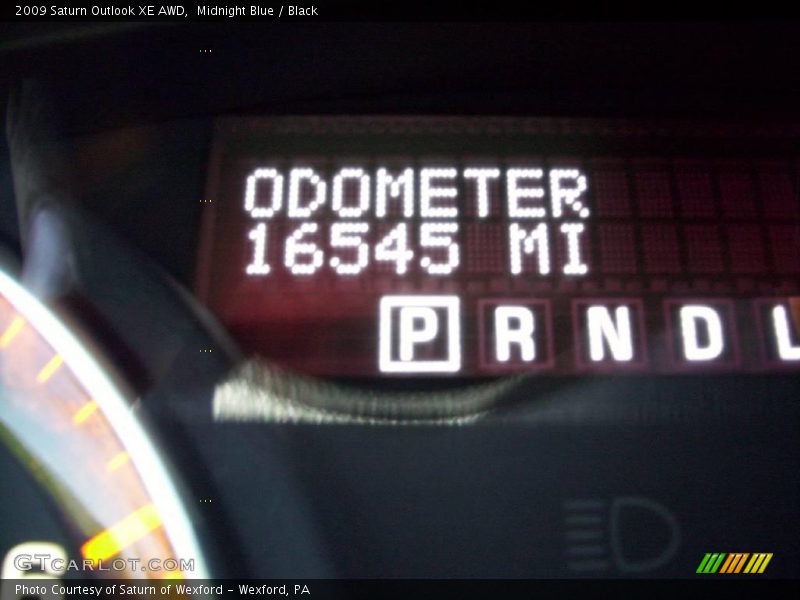 2009 Saturn Outlook XE AWD,  Midnight Blue / Black
ODOMETER
16545 MI
P R N D L
6
GTCARLOT.COM
Photo Courtesy of Saturn of Wexford – Wexford, PA